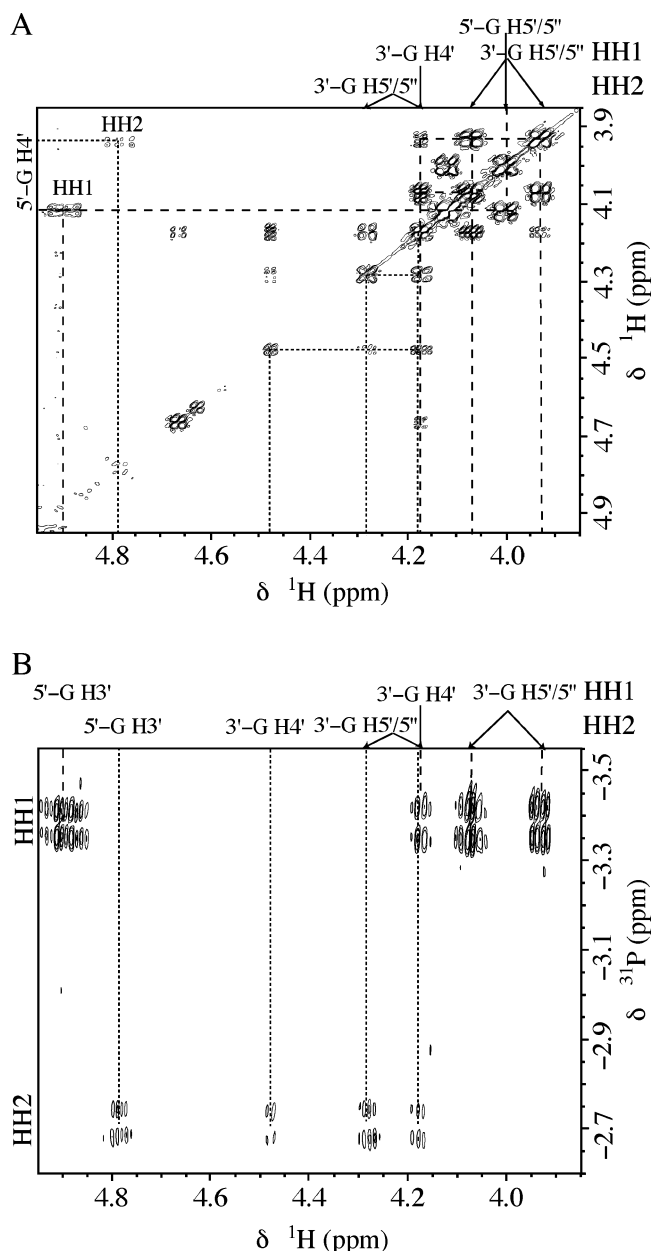 A
5'–G H5'/5"
3'–G H4' 3'–G H5'/5" HH1
3'–G H5'/5" HH2
HH2
HH1
5'–G H4'
3.9
4.1
4.3
4.5
4.7
4.9
δ ¹H (ppm)
4.8 4.6 4.4 4.2 4.0
δ ¹H (ppm)
B
5'–G H3' 3'–G H4' 3'–G H5'/5" HH1
5'–G H3' 3'–G H4' 3'–G H5'/5" HH2
HH1
HH2
−3.5
−3.3
−3.1
−2.9
−2.7
δ ³¹P (ppm)
4.8 4.6 4.4 4.2 4.0
δ ¹H (ppm)